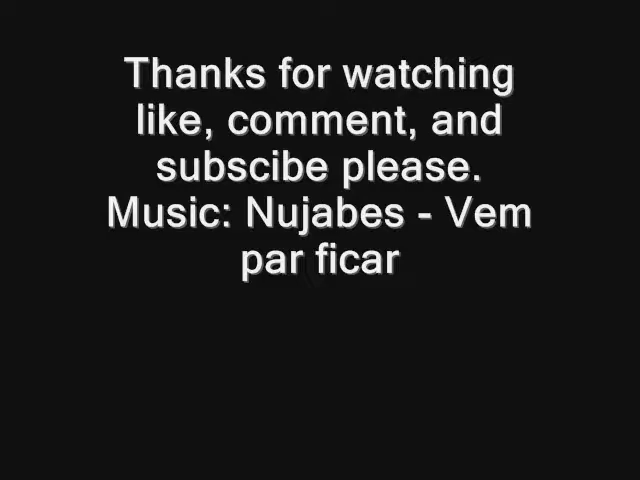 Thanks for watching
like, comment, and
subscibe please.
Music: Nujabes - Vem
par ficar